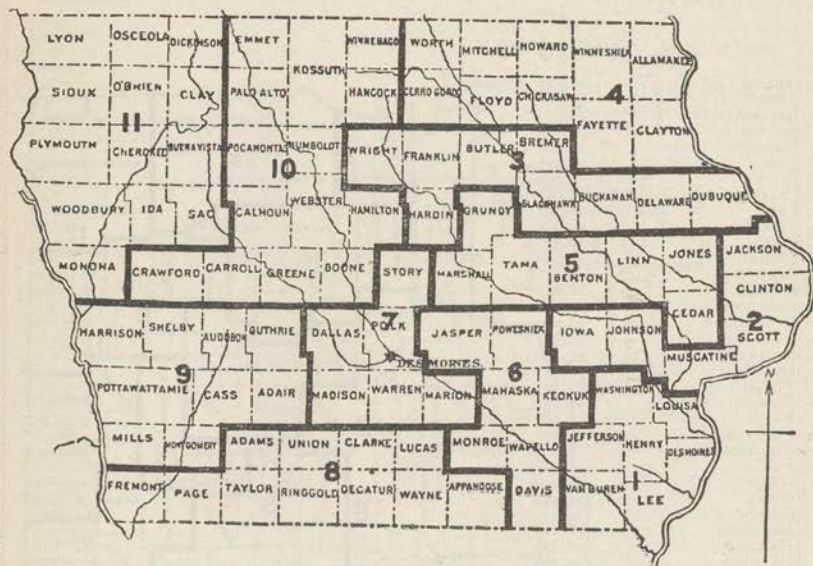 LYON OSCEOLA DICKINSON EMMET WINNEBAGO WORTH MITCHELL HOWARD WINNESHIEK ALLAMAKEE
KOSSUTH
SIOUX O'BRIEN CLAY PALO ALTO HANCOCK CERRO GORDO FLOYD CHICKASAW 4
11 FAYETTE CLAYTON
PLYMOUTH CHEROKEE BUENA VISTA POCAHONTAS HUMBOLDT WRIGHT FRANKLIN BUTLER BREMER
10 3
WOODBURY IDA SAC CALHOUN WEBSTER HAMILTON HARDIN GRUNDY BLACKHAWK BUCHANAN DELAWARE DUBUQUE
MONONA CRAWFORD CARROLL GREENE BOONE STORY MARSHALL TAMA BENTON LINN JONES JACKSON
5 CLINTON
CEDAR 2
HARRISON SHELBY AUDOBON GUTHRIE DALLAS POLK JASPER POWESHIEK IOWA JOHNSON SCOTT
7 MUSCATINE
DES MOINES
9 6
POTTAWATTAMIE CASS ADAIR MADISON WARREN MARION MAHASKA KEOKUK WASHINGTON LOUISA N
MILLS MONTGOMERY ADAMS UNION CLARKE LUCAS MONROE WAPELLO JEFFERSON HENRY DESMOINES
8 1
FREMONT PAGE TAYLOR RINGGOLD DECATUR WAYNE APPANOOSE DAVIS VAN BUREN LEE